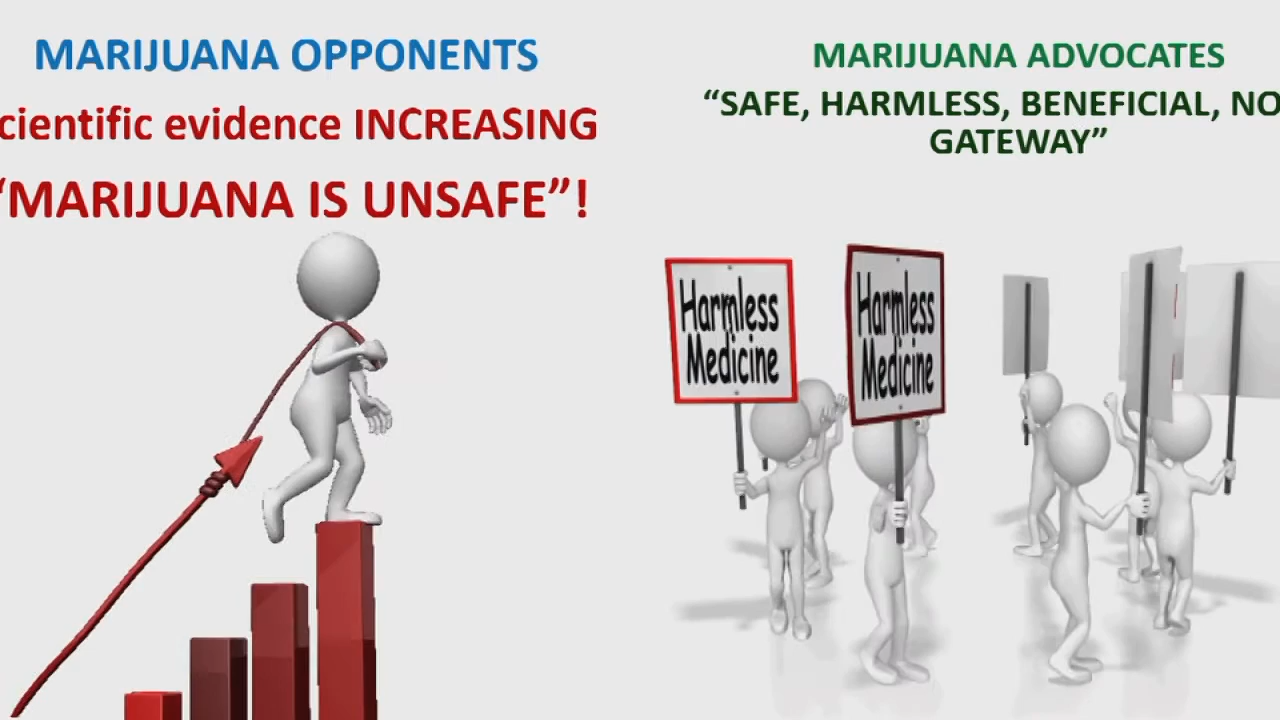 MARIJUANA OPPONENTS
cientific evidence INCREASING
“MARIJUANA IS UNSAFE”!
MARIJUANA ADVOCATES
“SAFE, HARMLESS, BENEFICIAL, NO
GATEWAY”
Harmless
Medicine
Harmless
Medicine